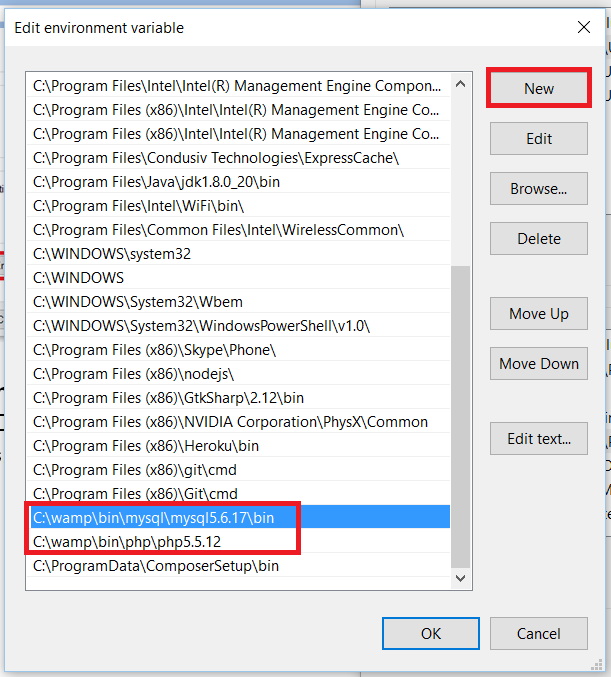 Edit environment variable
C:\Program Files\Intel\Intel(R) Management Engine Compon...
C:\Program Files (x86)\Intel\Intel(R) Management Engine Co...
C:\Program Files (x86)\Intel\Intel(R) Management Engine Co...
C:\Program Files\Condusiv Technologies\ExpressCache\
C:\Program Files\Java\jdk1.8.0_20\bin
C:\Program Files\Intel\WiFi\bin\
C:\Program Files\Common Files\Intel\WirelessCommon\
C:\WINDOWS\system32
C:\WINDOWS
C:\WINDOWS\System32\Wbem
C:\WINDOWS\System32\WindowsPowerShell\v1.0\
C:\Program Files (x86)\Skype\Phone\
C:\Program Files (x86)\nodejs\
C:\Program Files (x86)\GtkSharp\2.12\bin
C:\Program Files (x86)\NVIDIA Corporation\PhysX\Common
C:\Program Files (x86)\Heroku\bin
C:\Program Files (x86)\git\cmd
C:\Program Files (x86)\Git\cmd
C:\wamp\bin\mysql\mysql5.6.17\bin
C:\wamp\bin\php\php5.5.12
C:\ProgramData\ComposerSetup\bin
New
Edit
Browse...
Delete
Move Up
Move Down
Edit text...
OK
Cancel